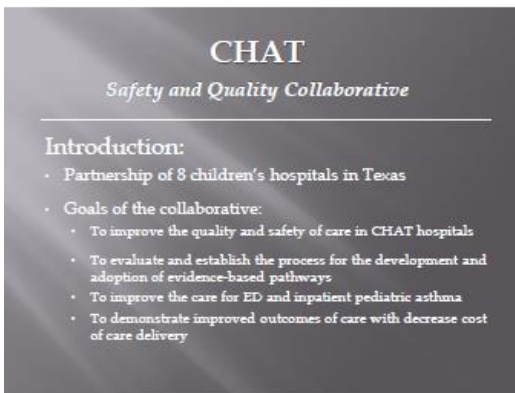 CHAT
Safety and Quality Collaborative
Introduction:
• Partnership of 8 children's hospitals in Texas
• Goals of the collaborative:
• To improve the quality and safety of care in CHAT hospitals
• To evaluate and establish the process for the development and
adoption of evidence-based pathways
• To improve the care for ED and inpatient pediatric asthma
• To demonstrate improved outcomes of care with decrease cost
of care delivery